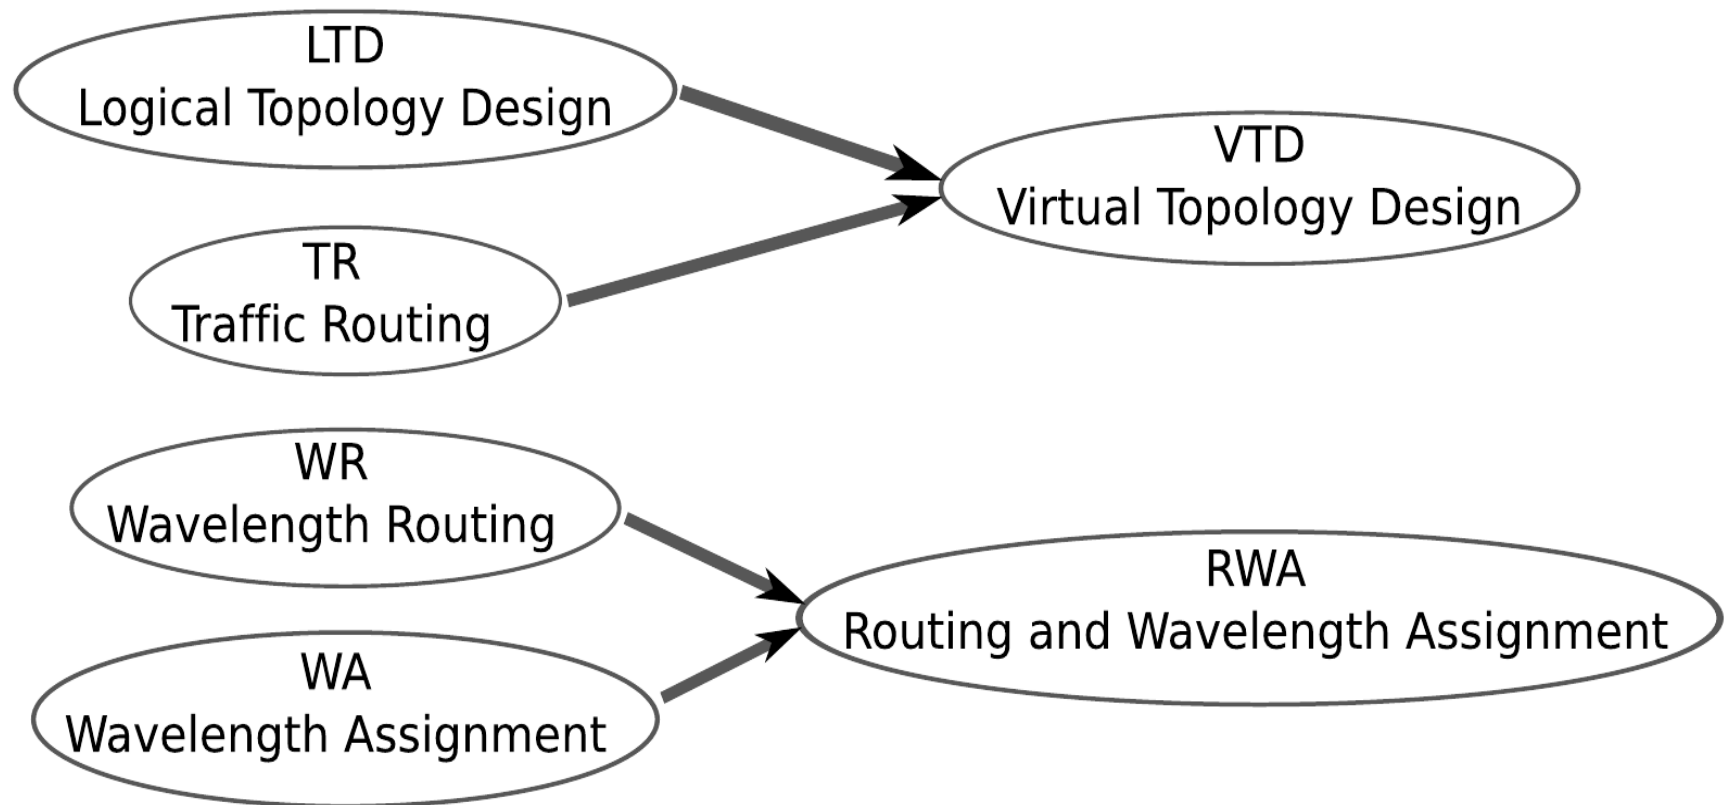 LTD
Logical Topology Design
VTD
Virtual Topology Design
TR
Traffic Routing
WR
Wavelength Routing
RWA
Routing and Wavelength Assignment
WA
Wavelength Assignment